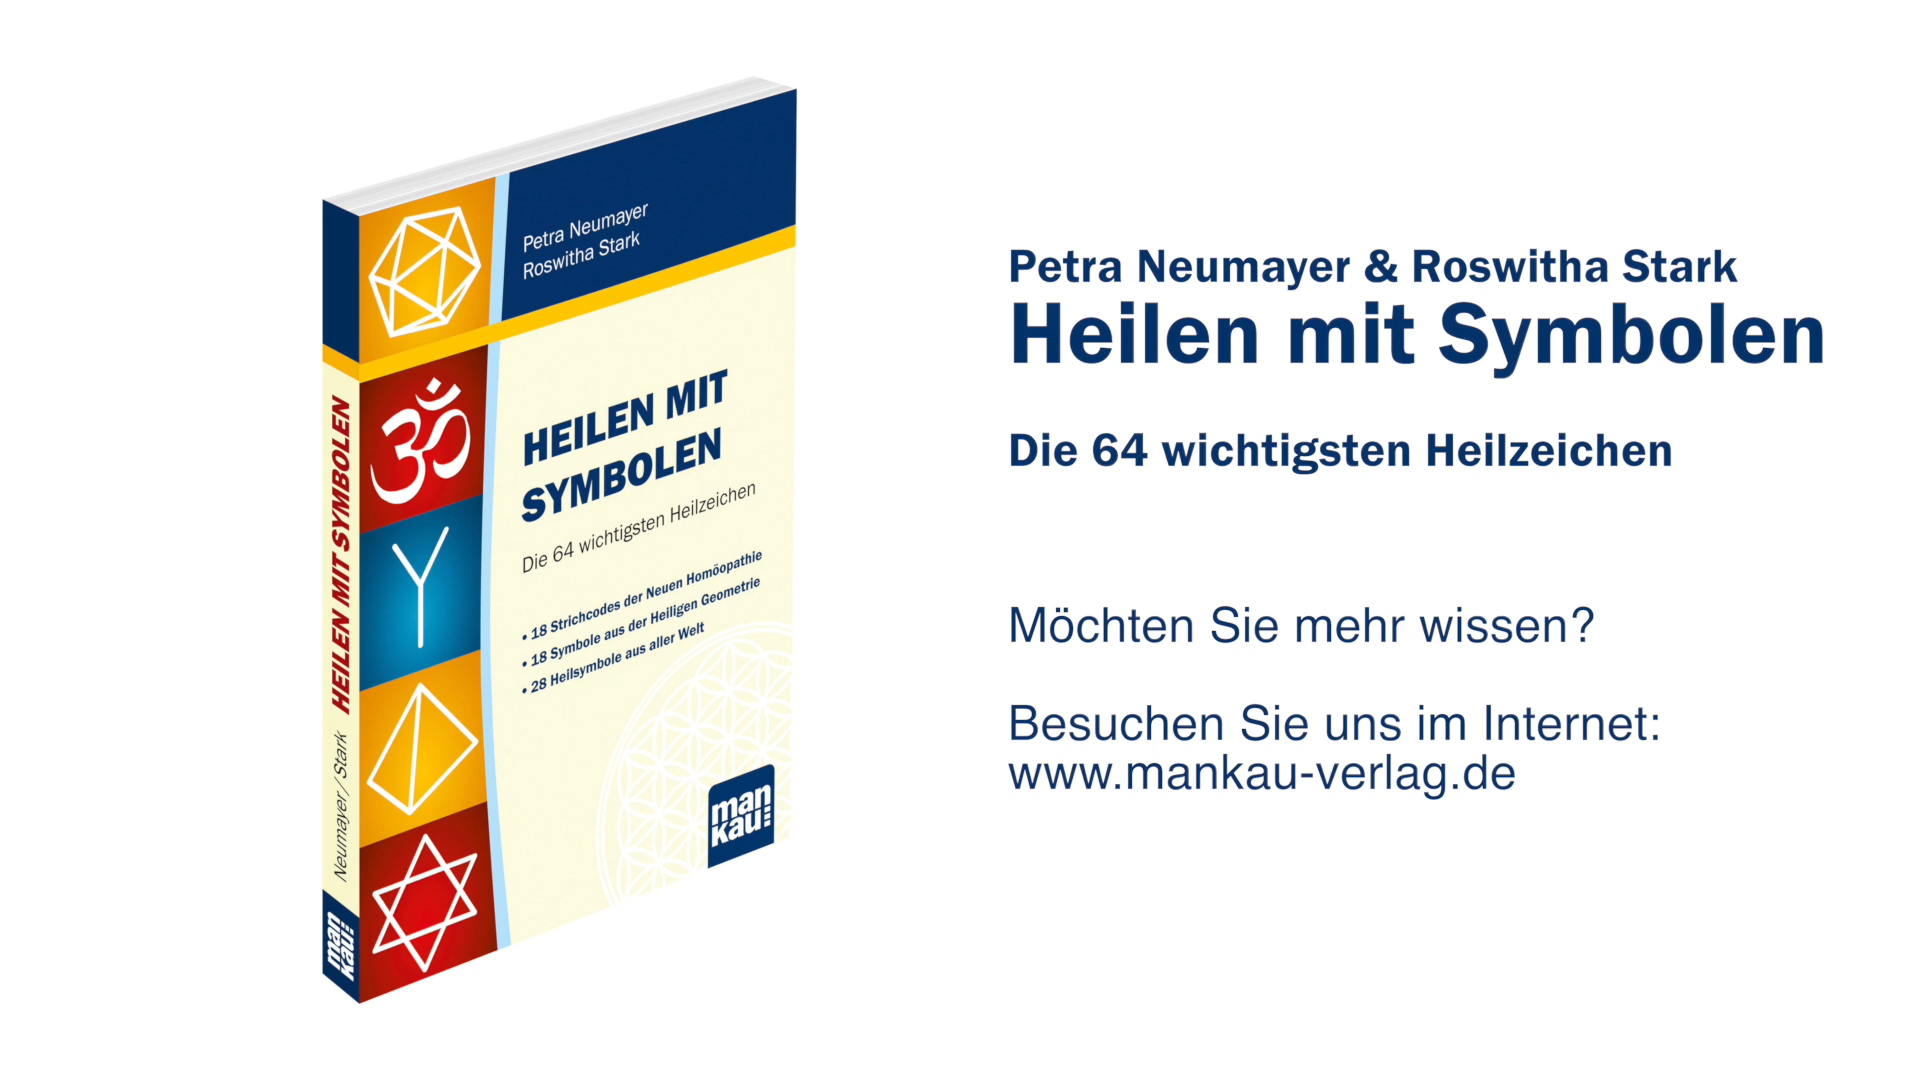 Petra Neumayer
Roswitha Stark
HEILEN MIT
SYMBOLEN
Die 64 wichtigsten Heilzeichen
• 18 Strichcodes der Neuen Homöopathie
• 18 Symbole aus der Heiligen Geometrie
• 28 Heilsymbole aus aller Welt
man
kau
HEILEN MIT SYMBOLEN
Neumayer / Stark
man
kau
Petra Neumayer & Roswitha Stark
Heilen mit Symbolen
Die 64 wichtigsten Heilzeichen
Möchten Sie mehr wissen?
Besuchen Sie uns im Internet:
www.mankau-verlag.de